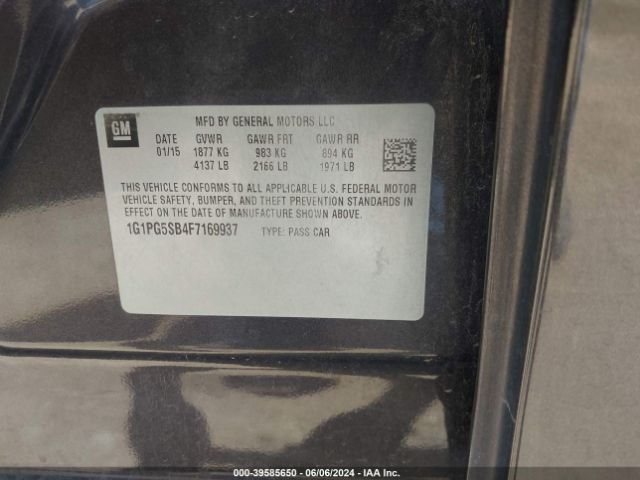 GM
MFD BY GENERAL MOTORS LLC
DATE GVWR GAWR FRT GAWR RR
01/15 1877 KG 983 KG 894 KG
4137 LB 2166 LB 1971 LB
THIS VEHICLE CONFORMS TO ALL APPLICABLE U.S. FEDERAL MOTOR
VEHICLE SAFETY, BUMPER, AND THEFT PREVENTION STANDARDS IN
EFFECT ON THE DATE OF MANUFACTURE SHOWN ABOVE.
1G1PG5SB4F7169937 TYPE: PASS CAR
000-39585650 - 06/06/2024 - IAA Inc.